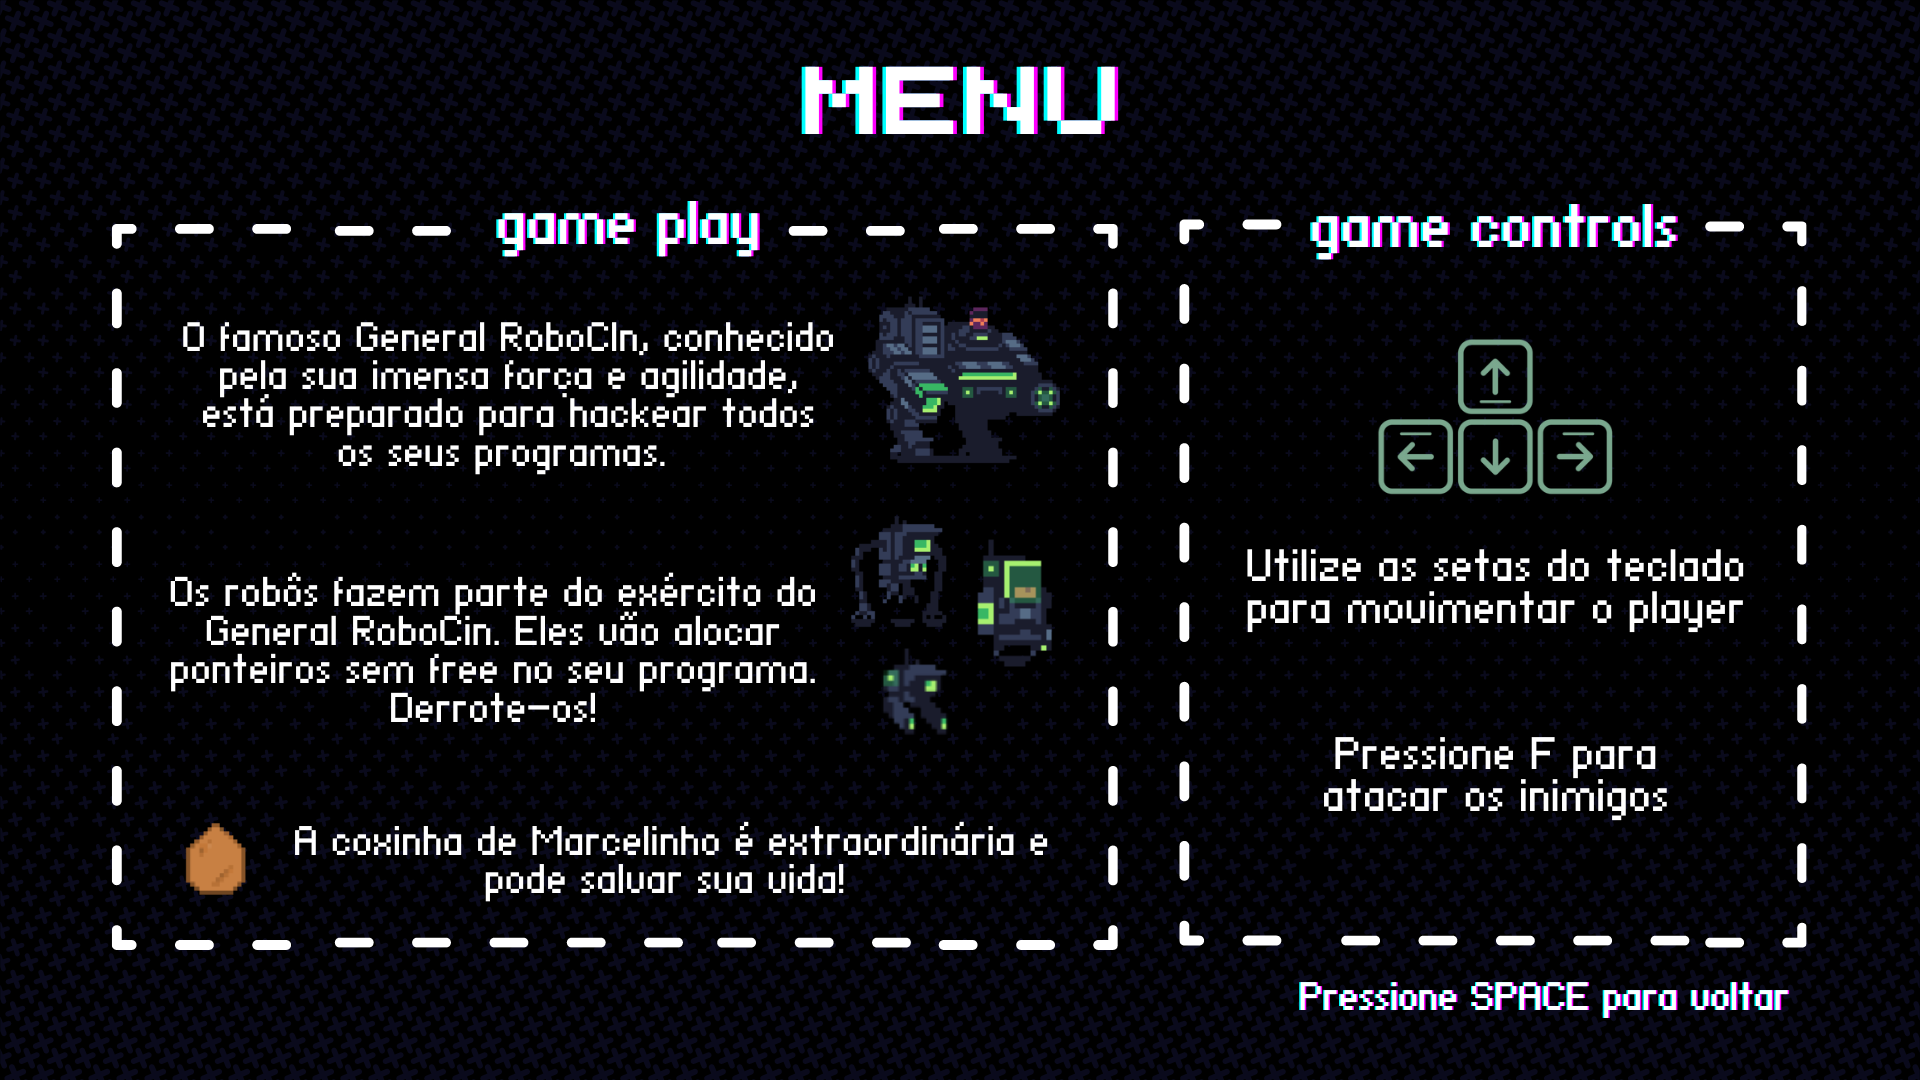 MENU
game play
O famoso General RoboCIn, conhecido
pela sua imensa força e agilidade,
está preparado para hackear todos
os seus programas.
Os robôs fazem parte do exército do
General RoboCin. Eles vão alocar
ponteiros sem free no seu programa.
Derrote-os!
A coxinha de Marcelinho é extraordinária e
pode salvar sua vida!
game controls
Utilize as setas do teclado
para movimentar o player
Pressione F para
atacar os inimigos
Pressione SPACE para voltar